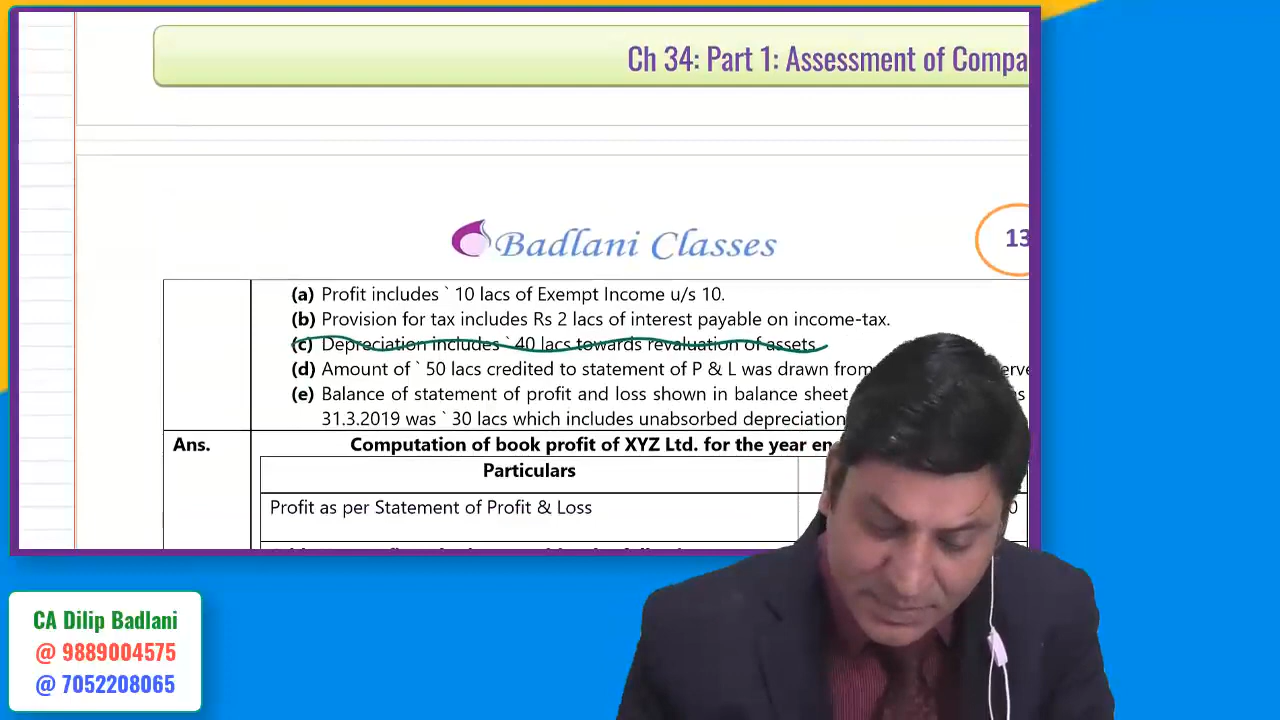 Ch 34: Part 1: Assessment of Compa
Badlani Classes
13
(a) Profit includes ` 10 lacs of Exempt Income u/s 10.
(b) Provision for tax includes Rs 2 lacs of interest payable on income-tax.
(c) Depreciation includes ` 40 lacs towards revaluation of assets.
(d) Amount of ` 50 lacs credited to statement of P & L was drawn from
(e) Balance of statement of profit and loss shown in balance sheet
31.3.2019 was ` 30 lacs which includes unabsorbed depreciation
Ans.
Computation of book profit of XYZ Ltd. for the year en
Particulars
Profit as per Statement of Profit & Loss
CA Dilip Badlani
@ 9889004575
@ 7052208065